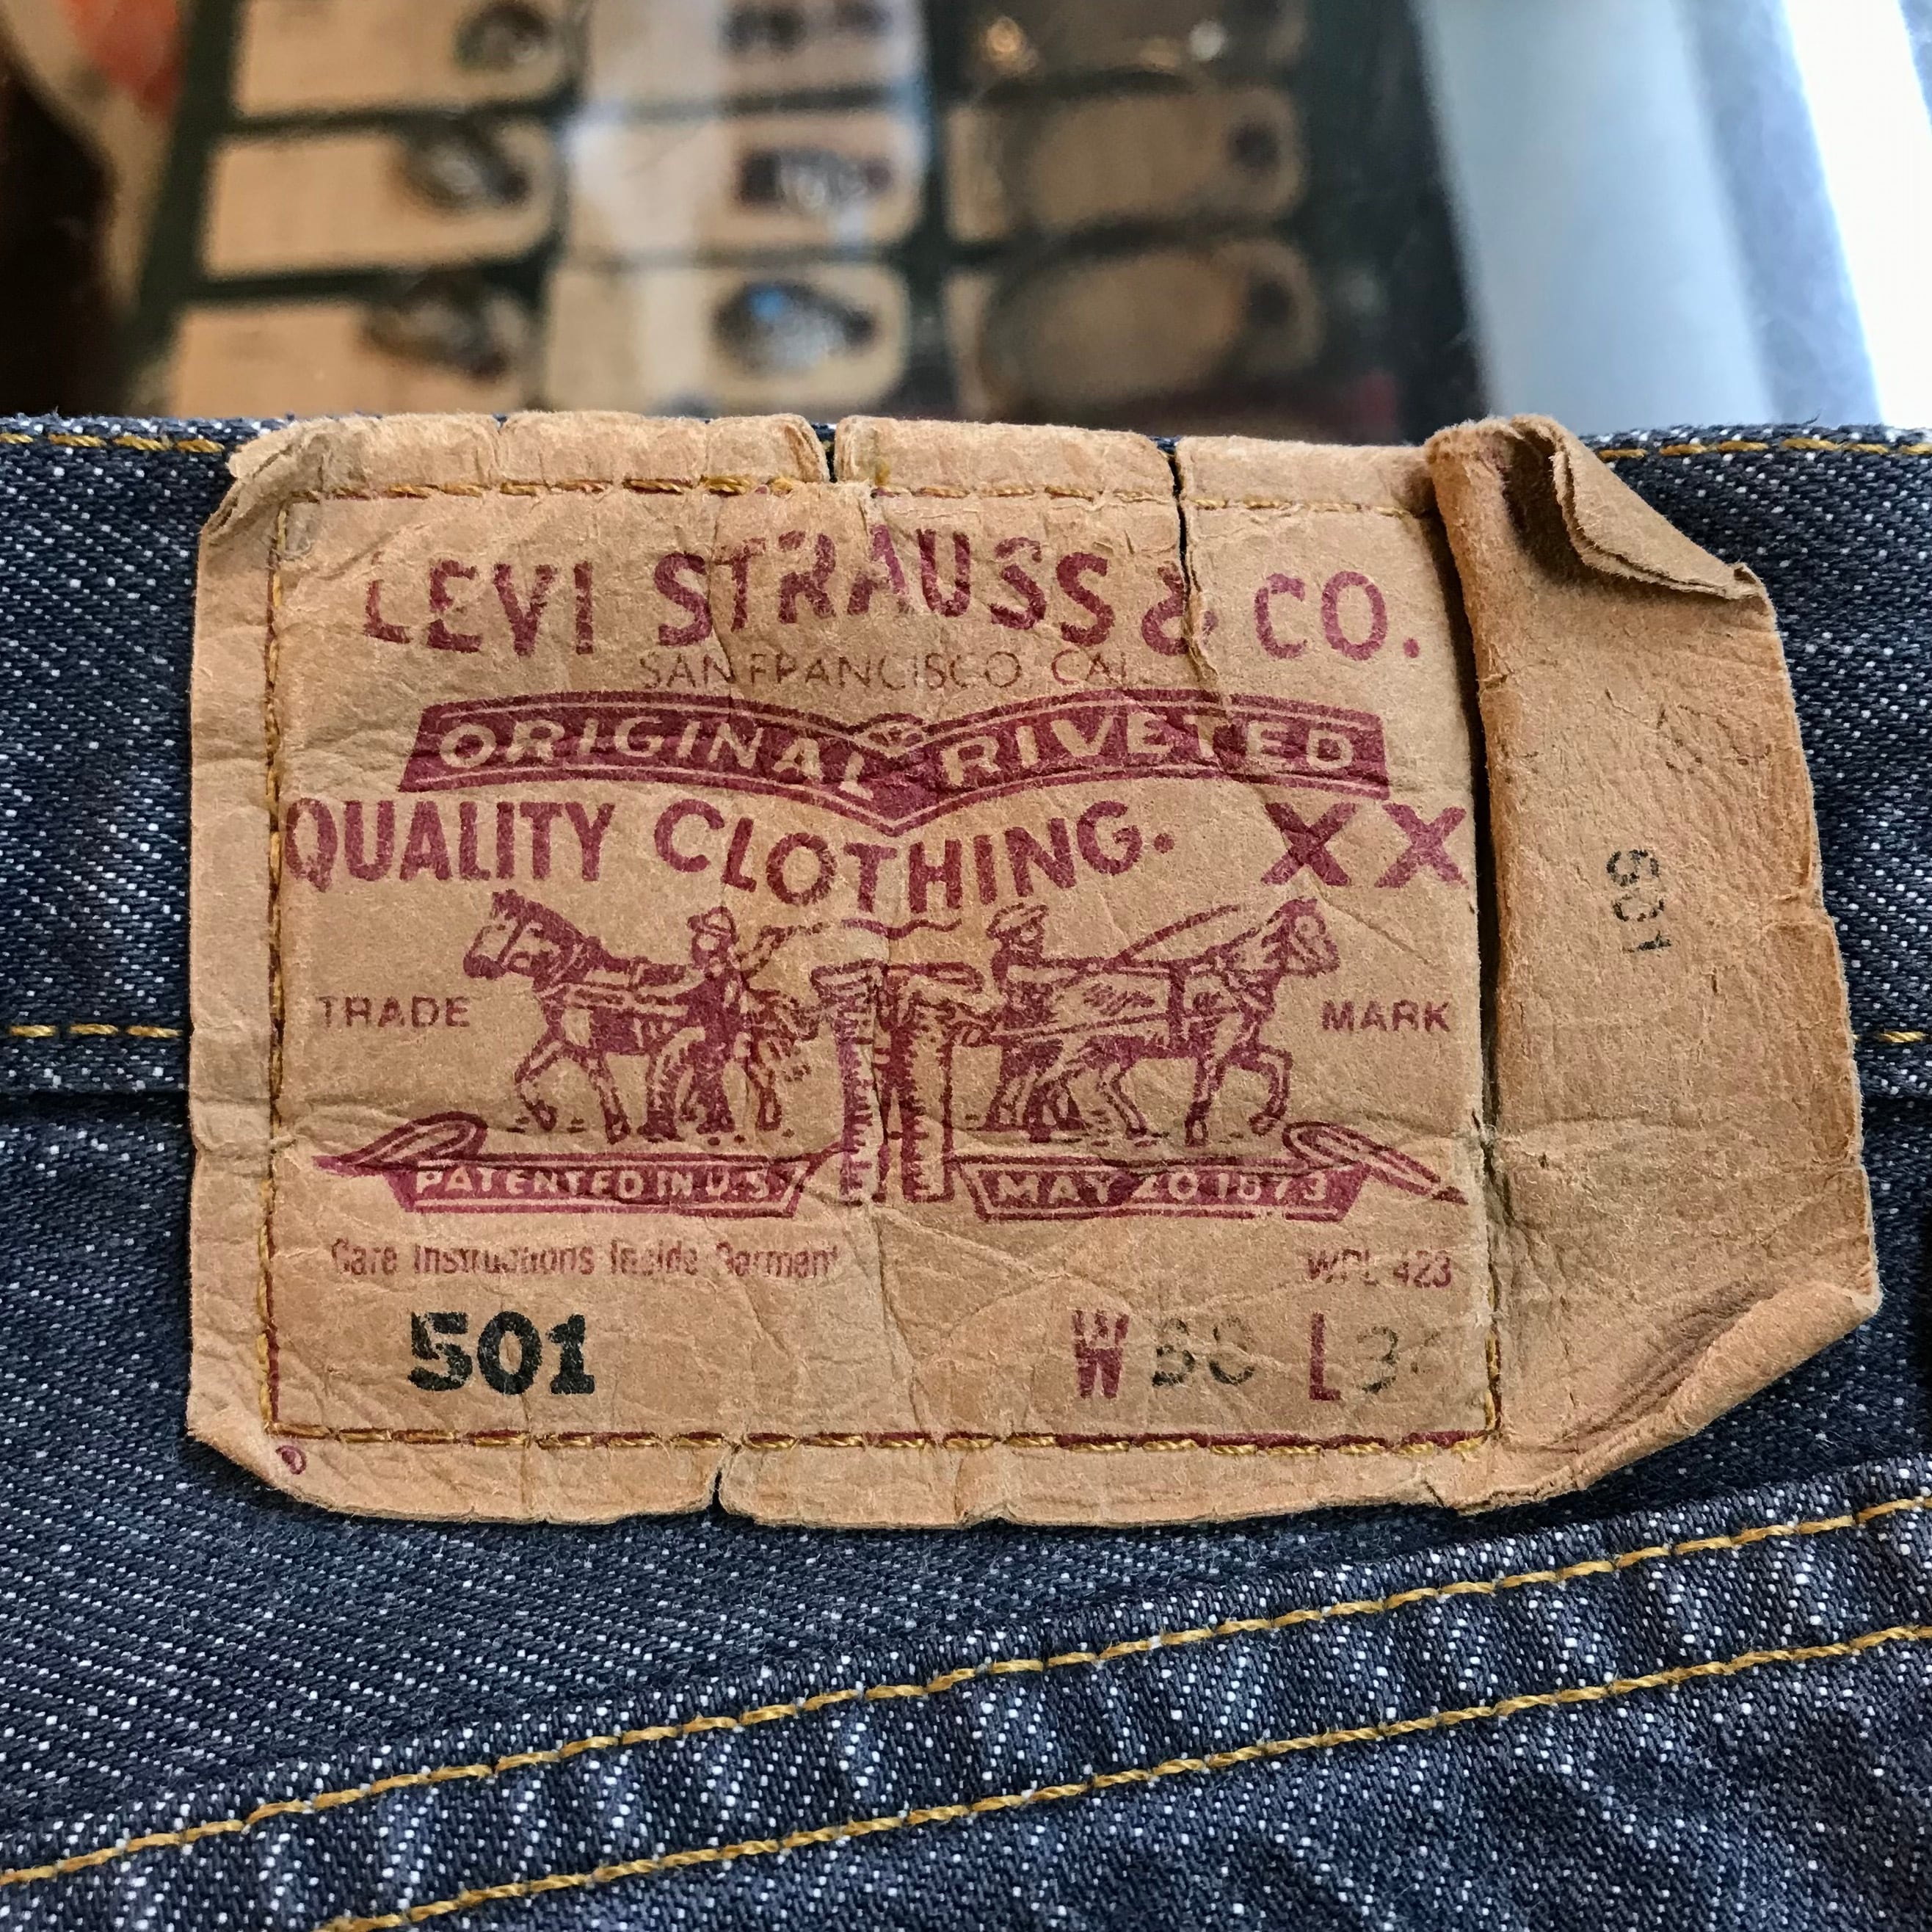 LEVI STRAUSS & CO.
SAN FRANCISCO, CAL.
ORIGINAL RIVETED
QUALITY CLOTHING. XX
TRADE MARK
PATENTED IN U.S. MAY 20 1873
Care Instructions Inside Garment WPL 423
501 W L
501